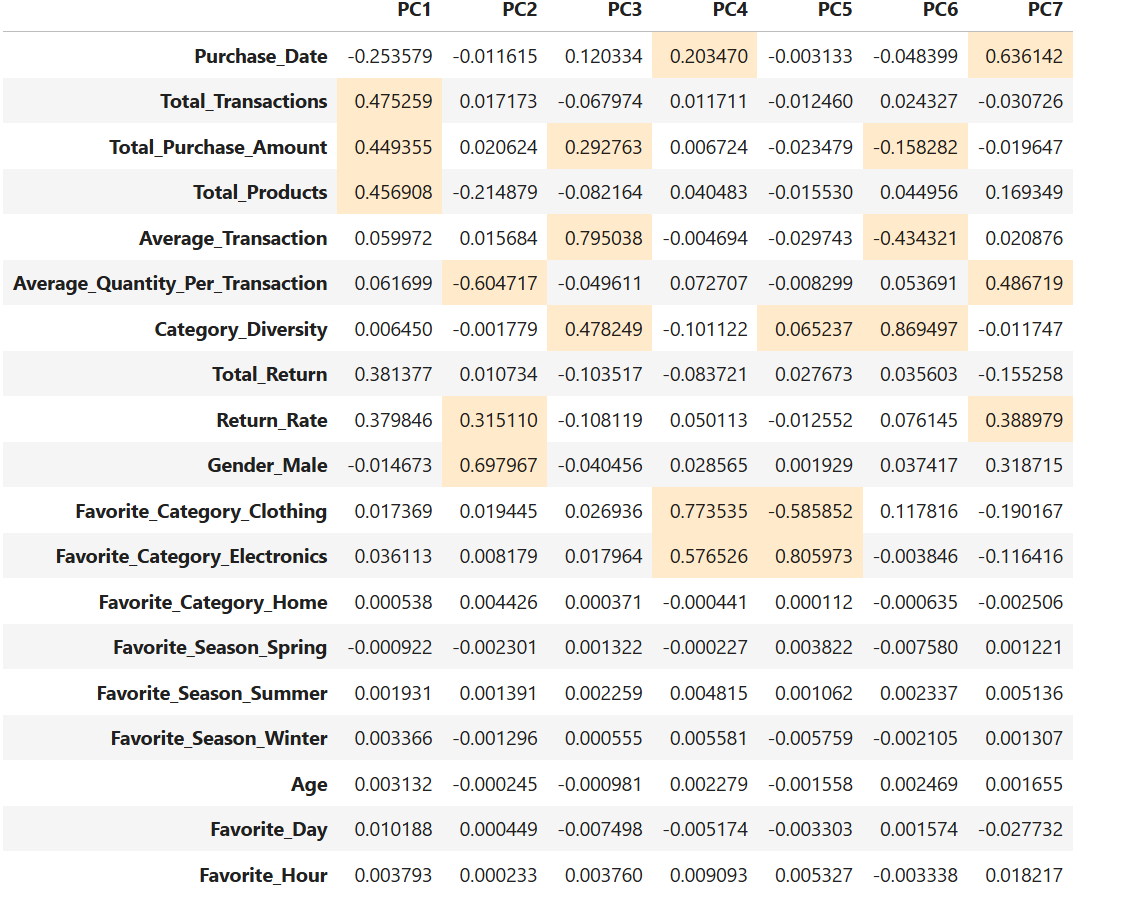 PC1 PC2 PC3 PC4 PC5 PC6 PC7
Purchase_Date -0.253579 -0.011615 0.120334 0.203470 -0.003133 -0.048399 0.636142
Total_Transactions 0.475259 0.017173 -0.067974 0.011711 -0.012460 0.024327 -0.030726
Total_Purchase_Amount 0.449355 0.020624 0.292763 0.006724 -0.023479 -0.158282 -0.019647
Total_Products 0.456908 -0.214879 -0.082164 0.040483 -0.015530 0.044956 0.169349
Average_Transaction 0.059972 0.015684 0.795038 -0.004694 -0.029743 -0.434321 0.020876
Average_Quantity_Per_Transaction 0.061699 -0.604717 -0.049611 0.072707 -0.008299 0.053691 0.486719
Category_Diversity 0.006450 -0.001779 0.478249 -0.101122 0.065237 0.869497 -0.011747
Total_Return 0.381377 0.010734 -0.103517 -0.083721 0.027673 0.035603 -0.155258
Return_Rate 0.379846 0.315110 -0.108119 0.050113 -0.012552 0.076145 0.388979
Gender_Male -0.014673 0.697967 -0.040456 0.028565 0.001929 0.037417 0.318715
Favorite_Category_Clothing 0.017369 0.019445 0.026936 0.773535 -0.585852 0.117816 -0.190167
Favorite_Category_Electronics 0.036113 0.008179 0.017964 0.576526 0.805973 -0.003846 -0.116416
Favorite_Category_Home 0.000538 0.004426 0.000371 -0.000441 0.000112 -0.000635 -0.002506
Favorite_Season_Spring -0.000922 -0.002301 0.001322 -0.000227 0.003822 -0.007580 0.001221
Favorite_Season_Summer 0.001931 0.001391 0.002259 0.004815 0.001062 0.002337 0.005136
Favorite_Season_Winter 0.003366 -0.001296 0.000555 0.005581 -0.005759 -0.002105 0.001307
Age 0.003132 -0.000245 -0.000981 0.002279 -0.001558 0.002469 0.001655
Favorite_Day 0.010188 0.000449 -0.007498 -0.005174 -0.003303 0.001574 -0.027732
Favorite_Hour 0.003793 0.000233 0.003760 0.009093 0.005327 -0.003338 0.018217